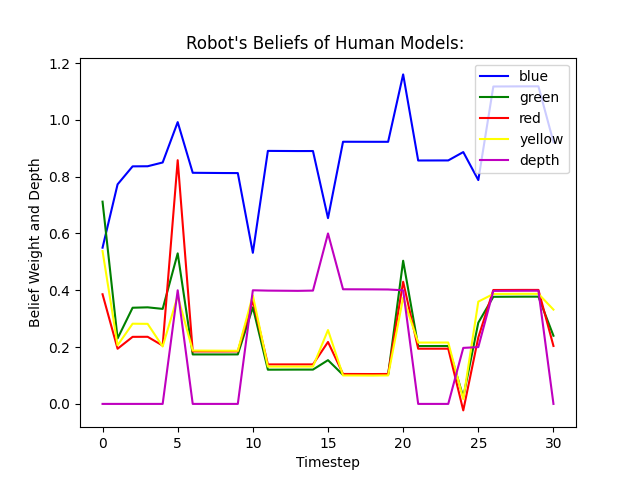 Robot's Beliefs of Human Models:
Belief Weight and Depth
1.2
1.0
0.8
0.6
0.4
0.2
0.0
blue
green
red
yellow
depth
0 5 10 15 20 25 30
Timestep